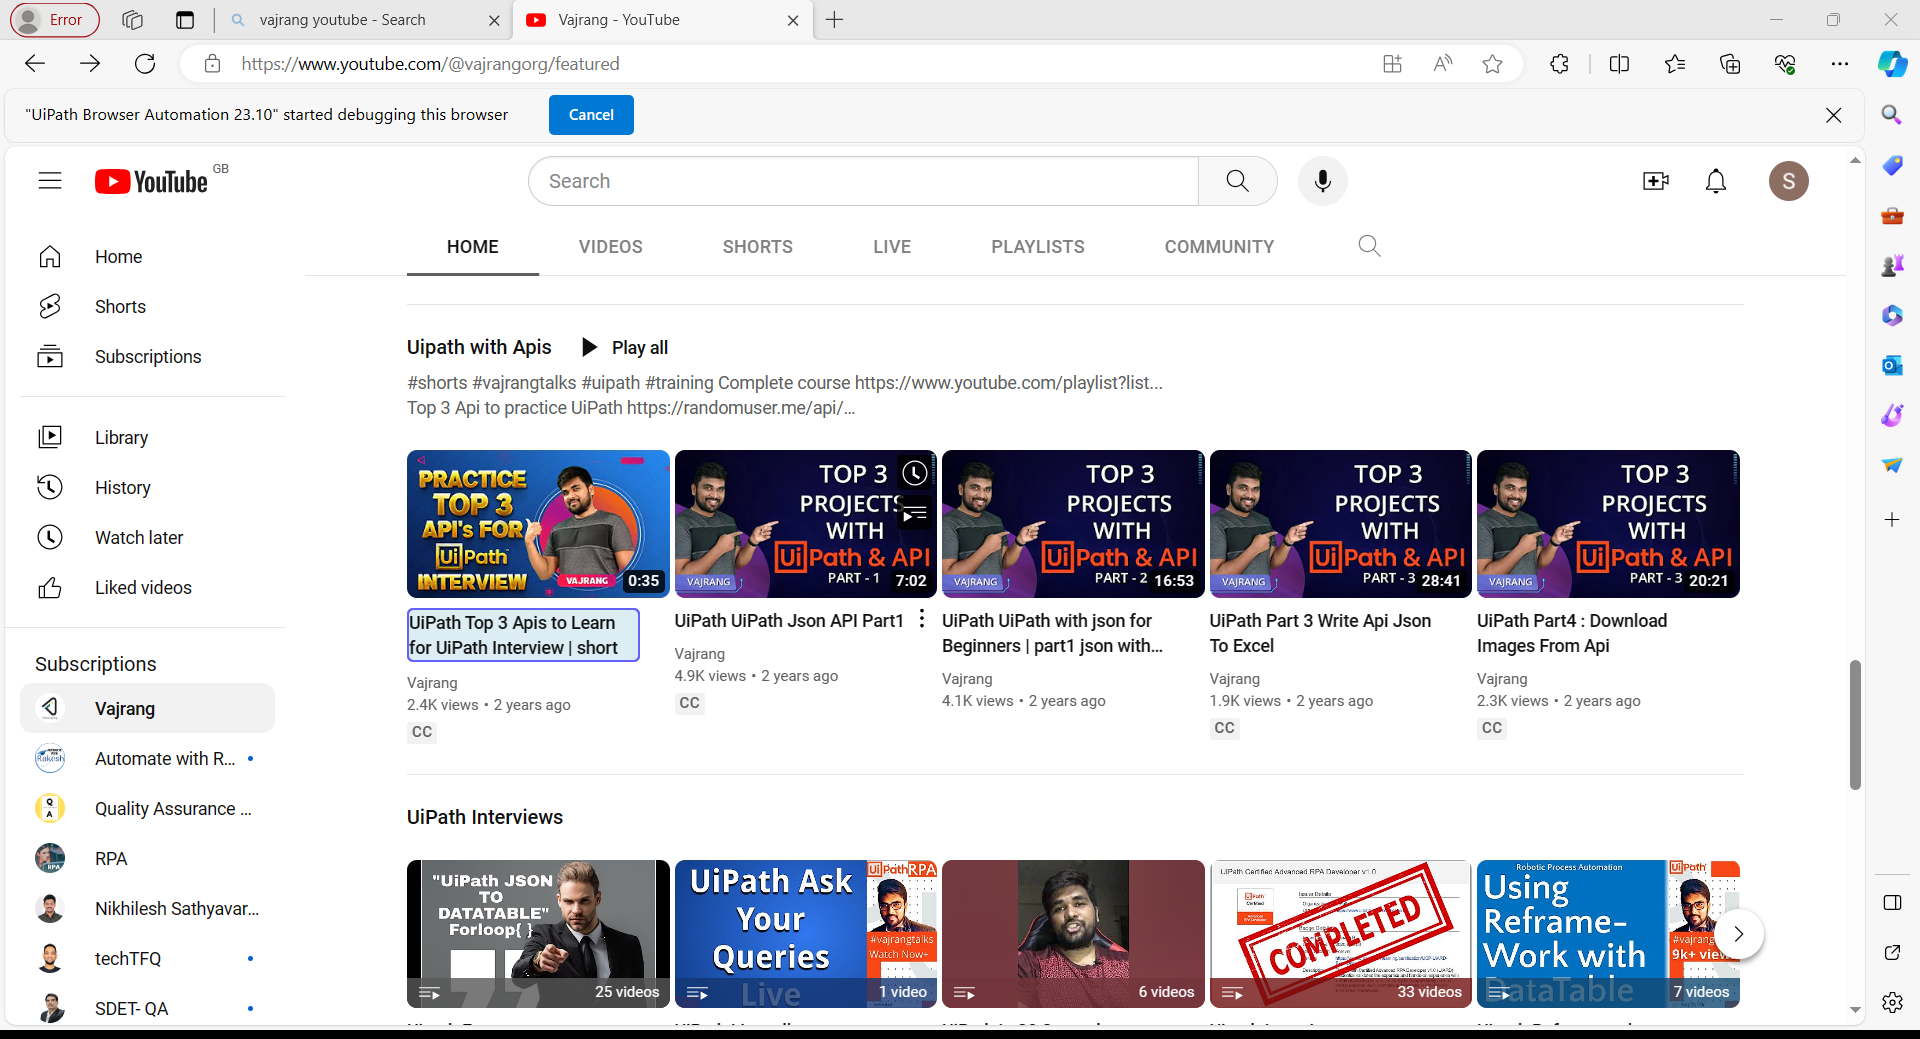 Error
vajrang youtube - Search
Vajrang - YouTube
https://www.youtube.com/@vajrangorg/featured
"UiPath Browser Automation 23.10" started debugging this browser
Cancel
YouTube GB
Search
S
Home
Shorts
Subscriptions
Library
History
Watch later
Liked videos
Subscriptions
Vajrang
Automate with R...
Quality Assurance ...
RPA
Nikhilesh Sathyavar...
techTFQ
SDET- QA
HOME
VIDEOS
SHORTS
LIVE
PLAYLISTS
COMMUNITY
Uipath with Apis
Play all
#shorts #vajrangtalks #uipath #training Complete course https://www.youtube.com/playlist?list...
Top 3 Api to practice UiPath https://randomuser.me/api/...
PRACTICE
TOP 3
API's FOR
UiPath
INTERVIEW
VAJRANG
0:35
UiPath Top 3 Apis to Learn
for UiPath Interview | short
Vajrang
2.4K views • 2 years ago
CC
TOP 3
PROJECTS
WITH
UiPath & API
PART - 1
VAJRANG
7:02
UiPath UiPath Json API Part1
Vajrang
4.9K views • 2 years ago
CC
TOP 3
PROJECTS
WITH
UiPath & API
PART - 2
VAJRANG
16:53
UiPath UiPath with json for
Beginners | part1 json with...
Vajrang
4.1K views • 2 years ago
TOP 3
PROJECTS
WITH
UiPath & API
PART - 3
VAJRANG
28:41
UiPath Part 3 Write Api Json
To Excel
Vajrang
1.9K views • 2 years ago
CC
TOP 3
PROJECTS
WITH
UiPath & API
PART - 3
VAJRANG
20:21
UiPath Part4 : Download
Images From Api
Vajrang
2.3K views • 2 years ago
CC
UiPath Interviews
"UiPath JSON
TO
DATATABLE"
Forloop{ }
25 videos
UiPath Ask
Your
Queries
Live
UiPath RPA
#vajrangtalks
Watch Now+
1 video
6 videos
UiPath Certified Advanced RPA Developer v1.0
COMPLETED
33 videos
Robotic Process Automation
Using
Reframe-
Work with
DataTable
UiPath
#vajrang
9k+
7 videos